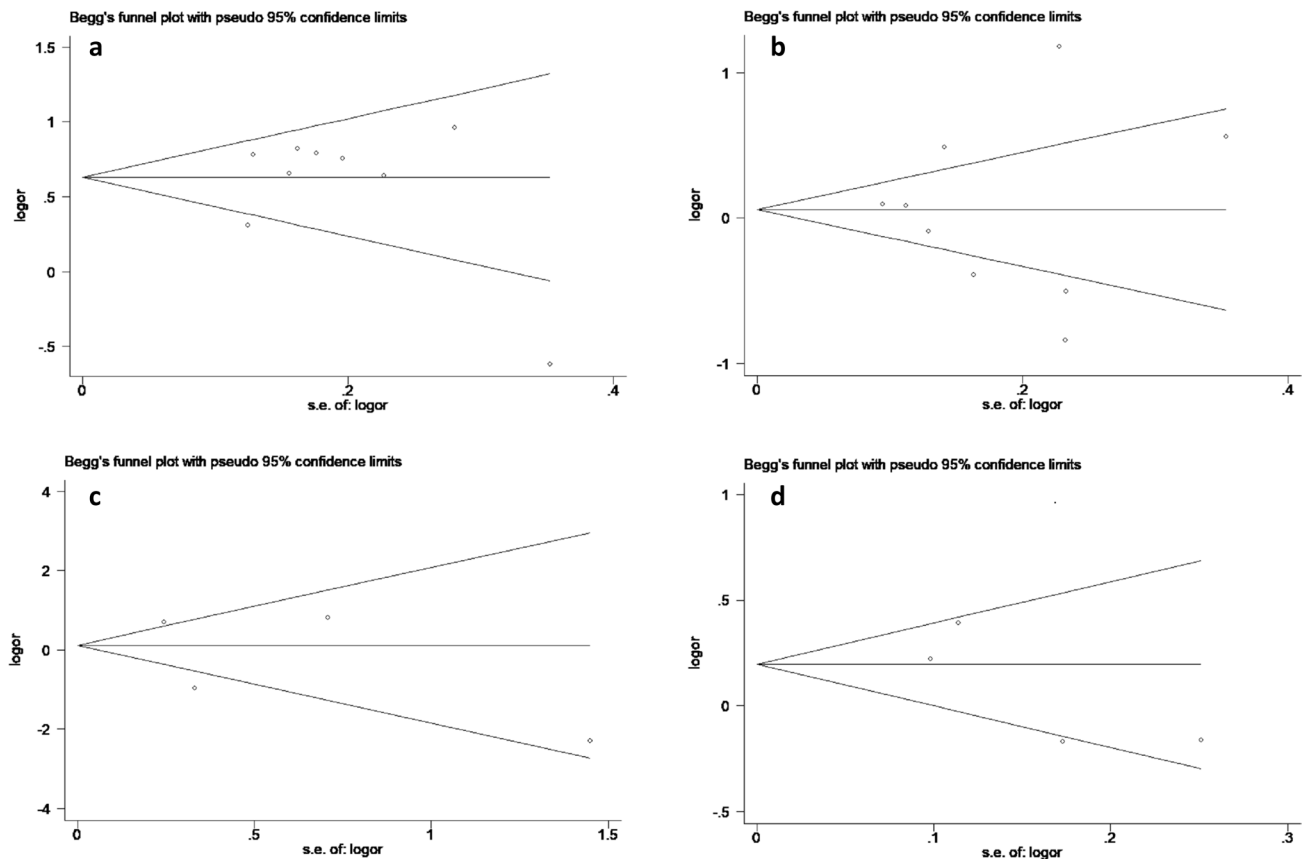 Begg's funnel plot with pseudo 95% confidence limits
a
1.5
1
.5
0
-.5
logor
0
.2
.4
s.e. of: logor
Begg's funnel plot with pseudo 95% confidence limits
b
1
0
-1
logor
0
.2
.4
s.e. of: logor
Begg's funnel plot with pseudo 95% confidence limits
c
4
2
0
-2
-4
logor
0
.5
1
1.5
s.e. of: logor
Begg's funnel plot with pseudo 95% confidence limits
d
1
.5
0
-.5
logor
0
.1
.2
.3
s.e. of: logor